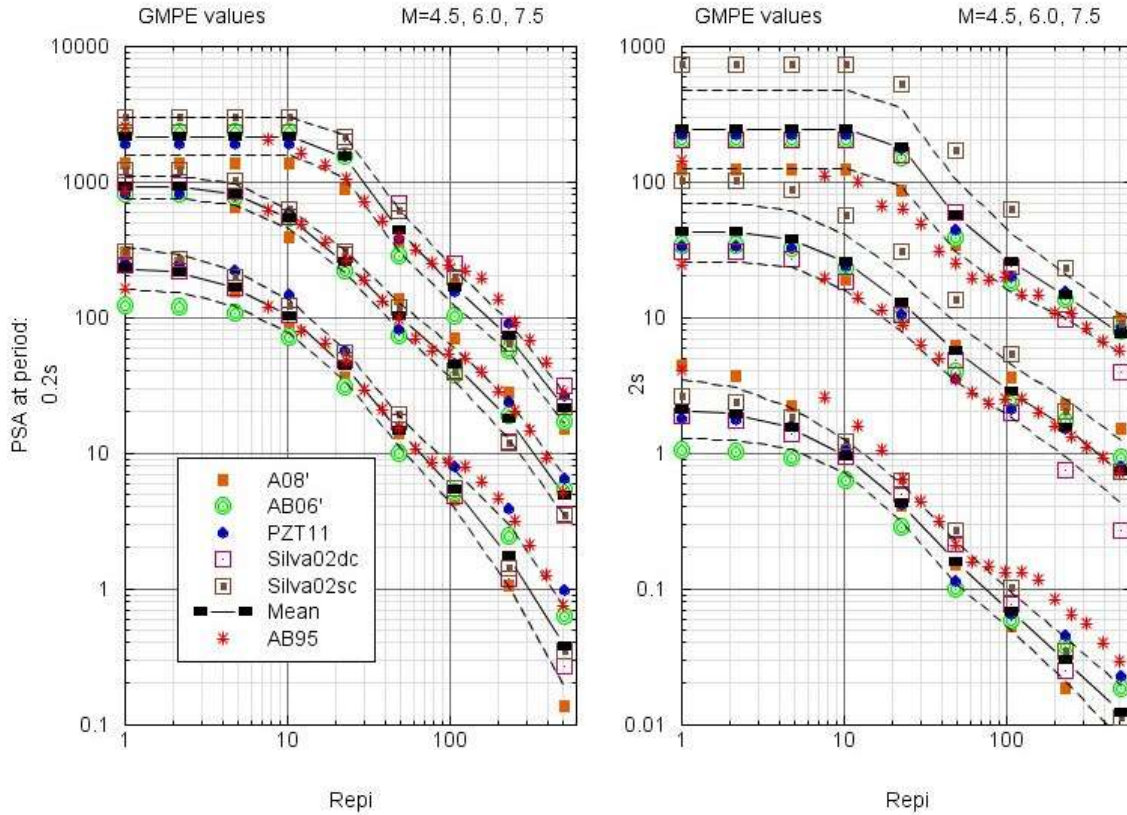 GMPE values
M=4.5, 6.0, 7.5
GMPE values
M=4.5, 6.0, 7.5
10000
1000
100
10
1
0.1
PSA at period:
0.2s
A08'
AB06'
PZT11
Silva02dc
Silva02sc
Mean
AB95
1
10
100
Repi
1000
100
10
1
0.1
0.01
2s
1
10
100
Repi